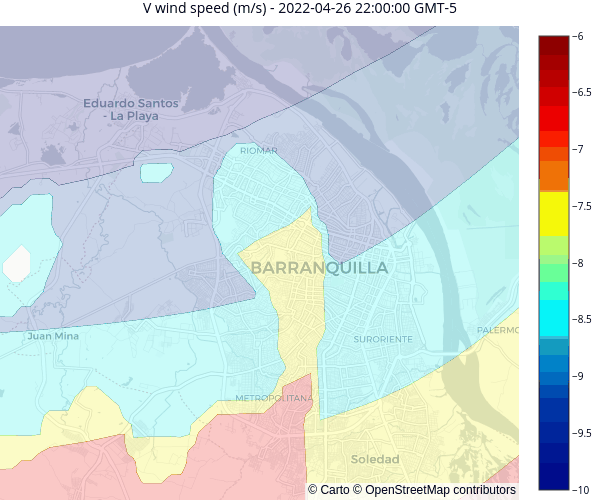 V wind speed (m/s) - 2022-04-26 22:00:00 GMT-5
−6
Eduardo Santos
- La Playa
−6.5
RIOMAR
−7
−7.5
BARRANQUILLA
−8
−8.5
Juan Mina
SURORIENTE
PALERMO
−9
METROPOLITANA
−9.5
Soledad
© Carto © OpenStreetMap contributors
−10